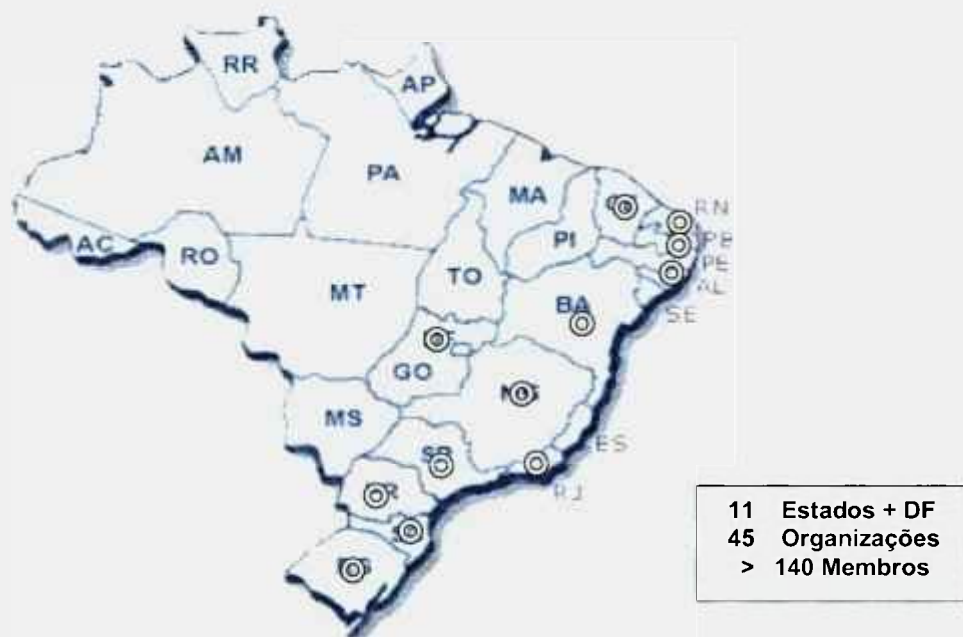 RR
AP
AM
PA
MA
RN
PB
PI
PE
AC
RO
TO
AL
MT
BA
SE
GO
MS
ES
RJ
11 Estados + DF
45 Organizações
> 140 Membros